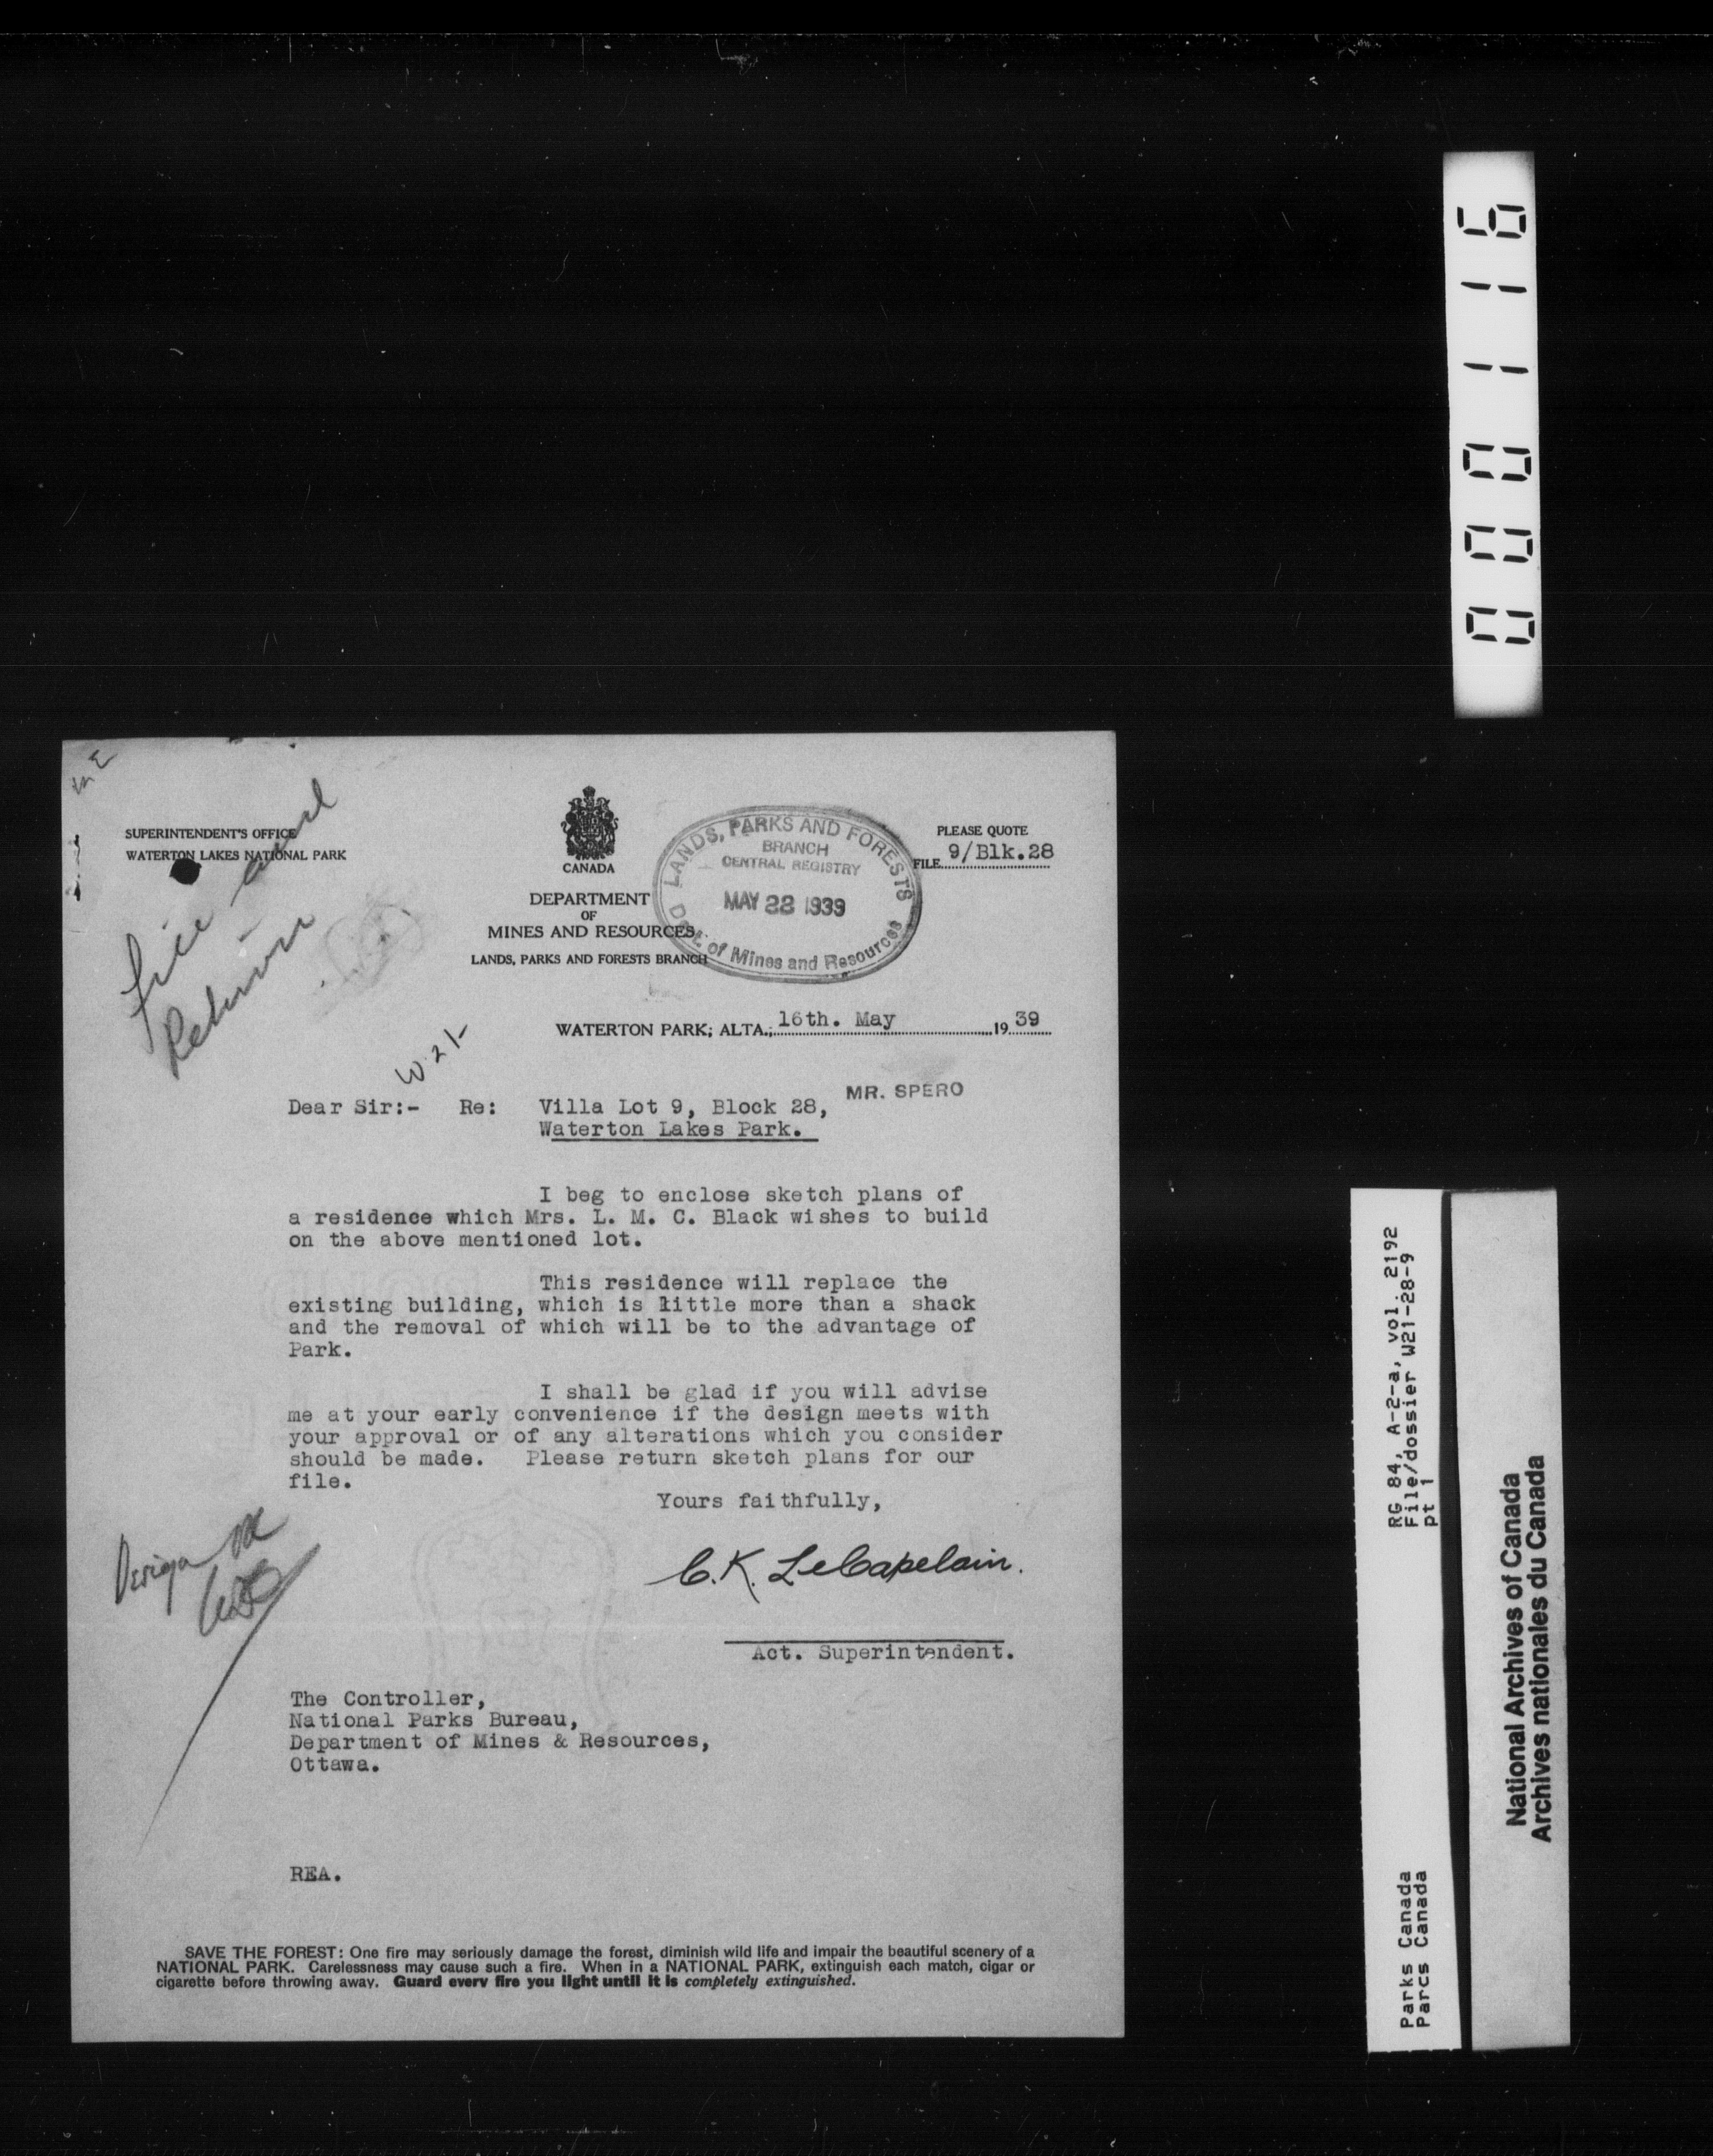 000116
SUPERINTENDENT'S OFFICE
WATERTON LAKES NATIONAL PARK
File and
Return
CANADA
DEPARTMENT
OF
MINES AND RESOURCES
LANDS, PARKS AND FORESTS BRANCH
LANDS, PARKS AND FORESTS
BRANCH
CENTRAL REGISTRY
MAY 22 1939
Dept. of Mines and Resources
PLEASE QUOTE
FILE 9/Blk.28
WATERTON PARK, ALTA., 16th. May 19 39
W 21-
MR. SPERO
Dear Sir:- Re: Villa Lot 9, Block 28,
Waterton Lakes Park.
I beg to enclose sketch plans of
a residence which Mrs. L. M. C. Black wishes to build
on the above mentioned lot.
This residence will replace the
existing building, which is little more than a shack
and the removal of which will be to the advantage of
Park.
I shall be glad if you will advise
me at your early convenience if the design meets with
your approval or of any alterations which you consider
should be made. Please return sketch plans for our
file.
Yours faithfully,
C.K. LeCapelain.
Act. Superintendent.
Design OK
The Controller,
National Parks Bureau,
Department of Mines & Resources,
Ottawa.
REA.
SAVE THE FOREST: One fire may seriously damage the forest, diminish wild life and impair the beautiful scenery of a
NATIONAL PARK. Carelessness may cause such a fire. When in a NATIONAL PARK, extinguish each match, cigar or
cigarette before throwing away. Guard every fire you light until it is completely extinguished.
RG 84, A-2-a, vol. 2192
File/dossier W21-28-9
pt 1
Parks Canada
Parcs Canada
National Archives of Canada
Archives nationales du Canada